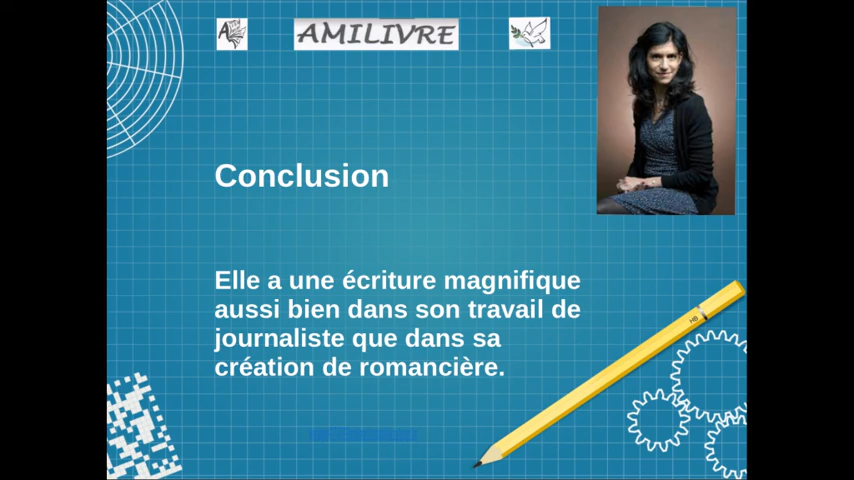 AMILIVRE
Conclusion
Elle a une écriture magnifique
aussi bien dans son travail de
journaliste que dans sa
création de romancière.
HB